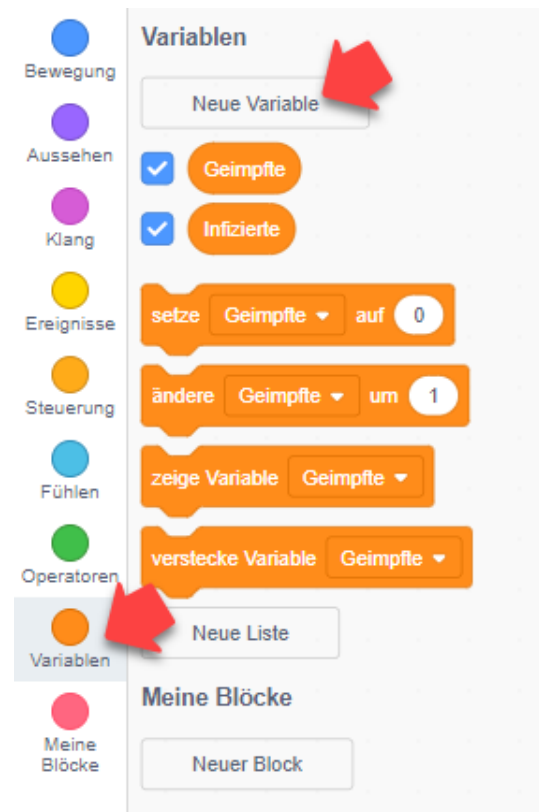 Bewegung
Aussehen
Klang
Ereignisse
Steuerung
Fühlen
Operatoren
Variablen
Meine
Blöcke
Variablen
Neue Variable
Geimpfte
Infizierte
setze Geimpfte auf 0
ändere Geimpfte um 1
zeige Variable Geimpfte
verstecke Variable Geimpfte
Neue Liste
Meine Blöcke
Neuer Block